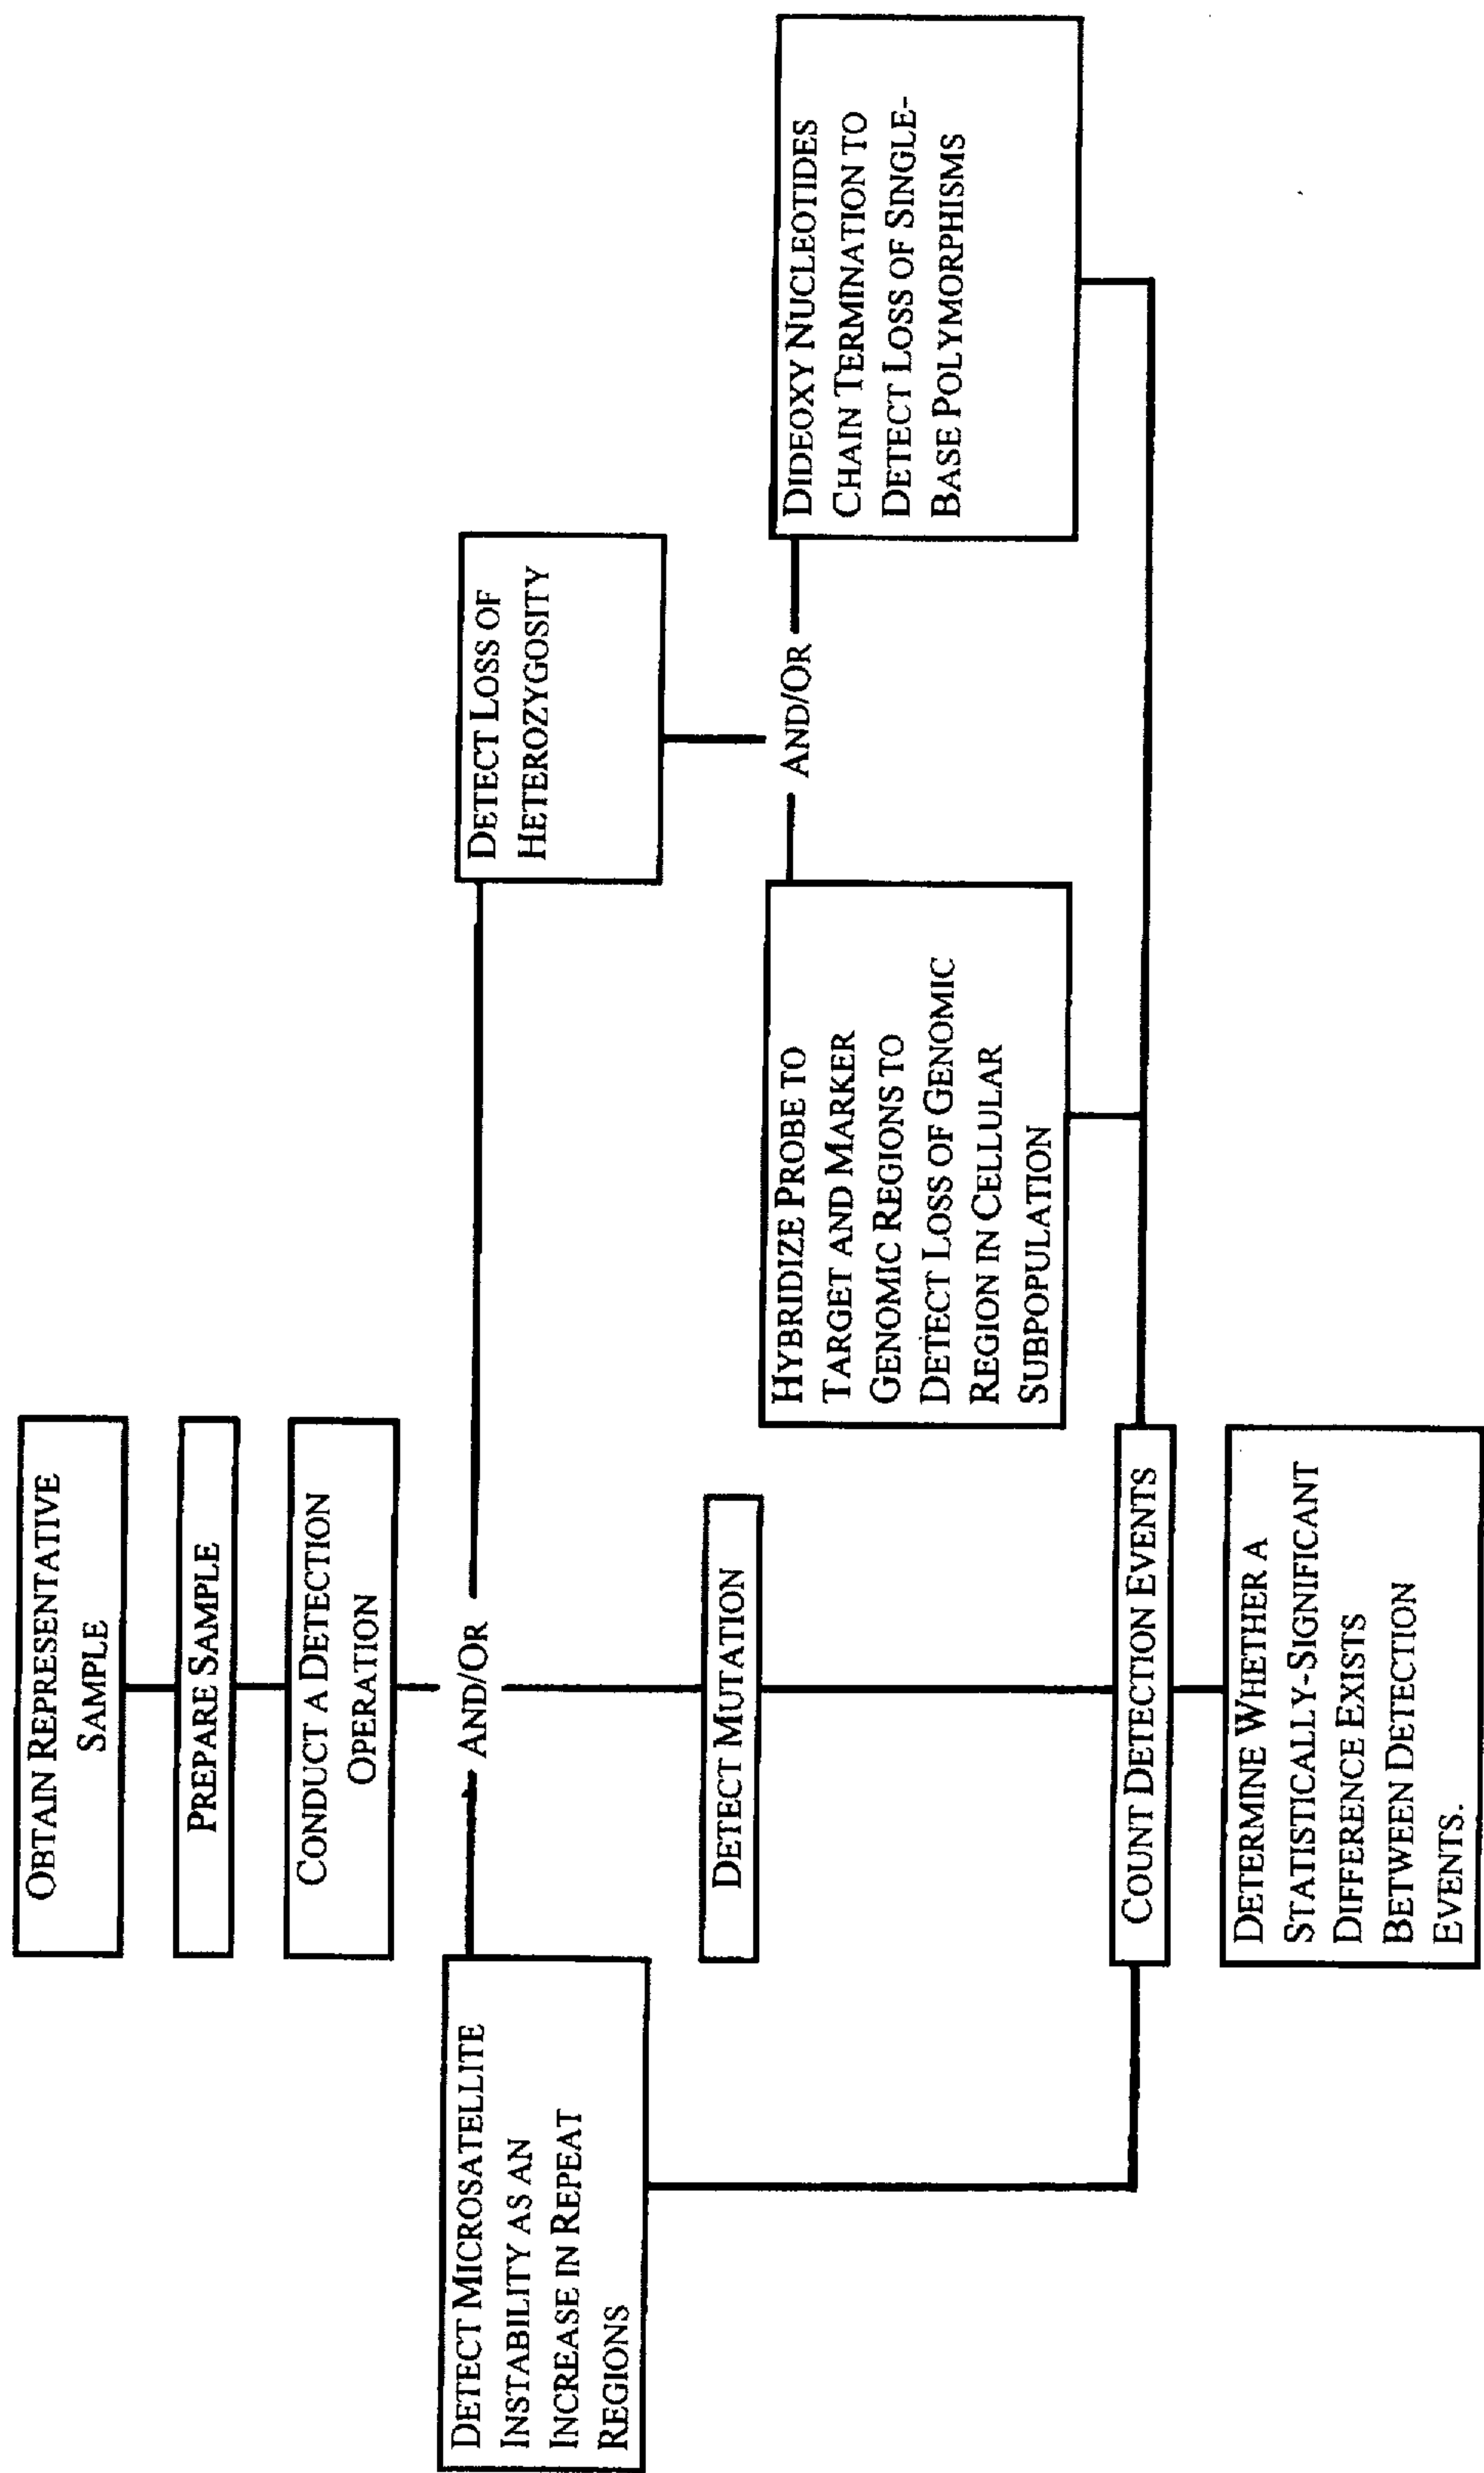 OBTAIN REPRESENTATIVE
SAMPLE
PREPARE SAMPLE
CONDUCT A DETECTION
OPERATION
AND/OR
DETECT MICROSATELLITE
INSTABILITY AS AN
INCREASE IN REPEAT
REGIONS
DETECT MUTATION
DETECT LOSS OF
HETEROZYGOSITY
AND/OR
HYBRIDIZE PROBE TO
TARGET AND MARKER
GENOMIC REGIONS TO
DETECT LOSS OF GENOMIC
REGION IN CELLULAR
SUBPOPULATION
DIDEOXY NUCLEOTIDES
CHAIN TERMINATION TO
DETECT LOSS OF SINGLE-
BASE POLYMORPHISMS
COUNT DETECTION EVENTS
DETERMINE WHETHER A
STATISTICALLY-SIGNIFICANT
DIFFERENCE EXISTS
BETWEEN DETECTION
EVENTS.